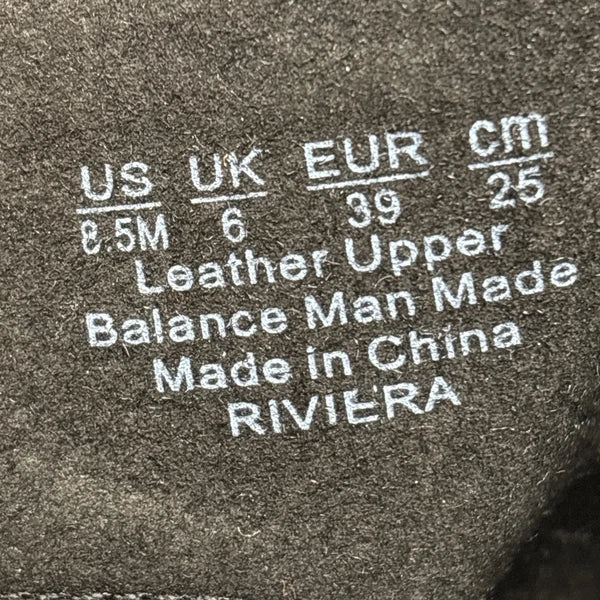 US UK EUR cm
8.5M 6 39 25
Leather Upper
Balance Man Made
Made in China
RIVIERA